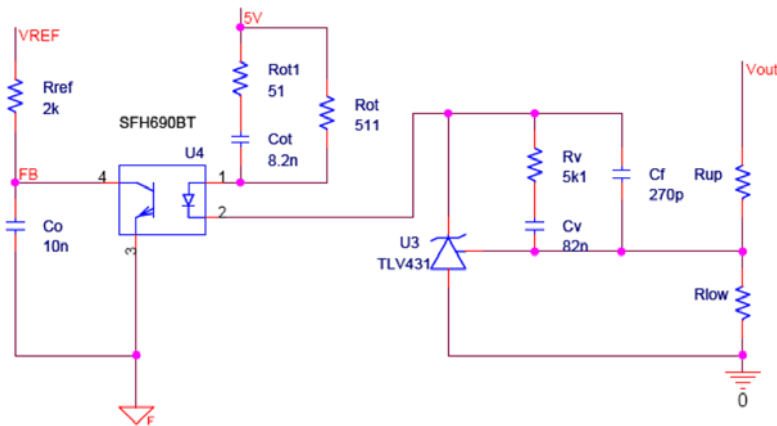 VREF
5V
Rref
2k
Rot1
51
Rot
511
Vout
SFH690BT
U4
Cot
8.2n
Rv
5k1
Cf
270p
Rup
FB
4
1
2
3
Co
10n
Cv
82n
U3
TLV431
Rlow
F
0